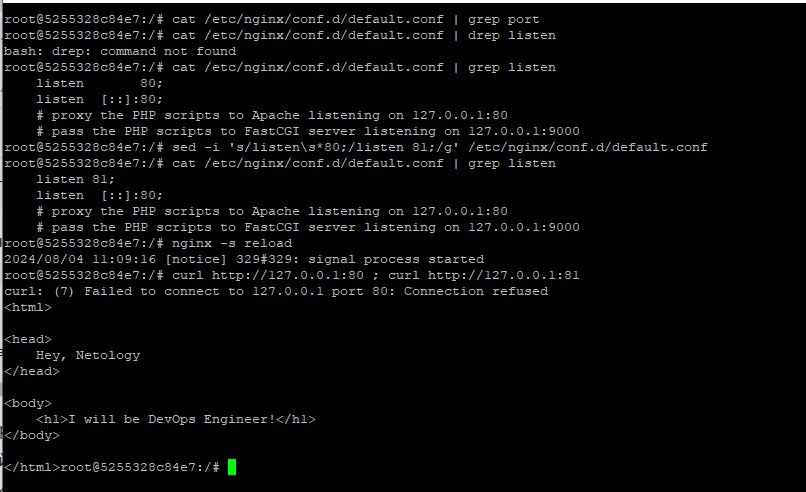 root@5255328c84e7:/# cat /etc/nginx/conf.d/default.conf | grep port
root@5255328c84e7:/# cat /etc/nginx/conf.d/default.conf | drep listen
bash: drep: command not found
root@5255328c84e7:/# cat /etc/nginx/conf.d/default.conf | grep listen
    listen       80;
    listen  [::]:80;
    # proxy the PHP scripts to Apache listening on 127.0.0.1:80
    # pass the PHP scripts to FastCGI server listening on 127.0.0.1:9000
root@5255328c84e7:/# sed -i 's/listen\s*80;/listen 81;/g' /etc/nginx/conf.d/default.conf
root@5255328c84e7:/# cat /etc/nginx/conf.d/default.conf | grep listen
    listen 81;
    listen  [::]:80;
    # proxy the PHP scripts to Apache listening on 127.0.0.1:80
    # pass the PHP scripts to FastCGI server listening on 127.0.0.1:9000
root@5255328c84e7:/# nginx -s reload
2024/08/04 11:09:16 [notice] 329#329: signal process started
root@5255328c84e7:/# curl http://127.0.0.1:80 ; curl http://127.0.0.1:81
curl: (7) Failed to connect to 127.0.0.1 port 80: Connection refused
<html>

<head>
    Hey, Netology
</head>

<body>
    <h1>I will be DevOps Engineer!</h1>
</body>

</html>root@5255328c84e7:/#